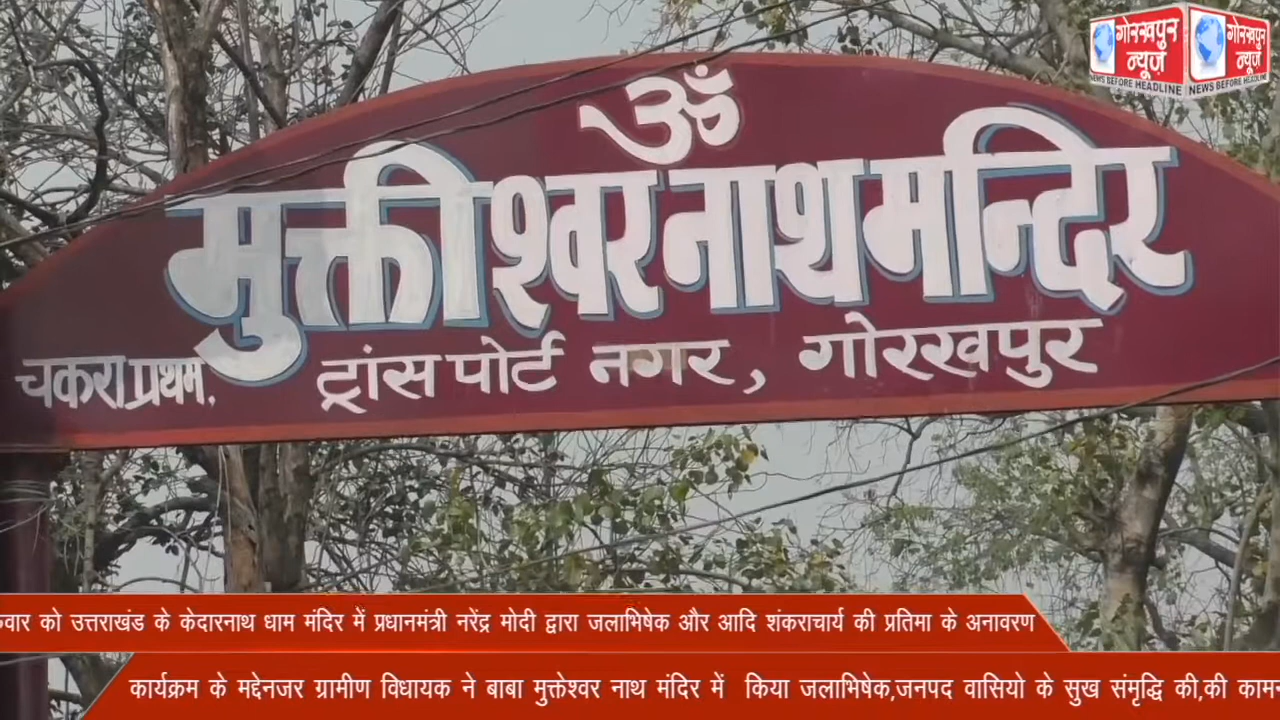 गोरखपुर न्यूज़ गोरखपुर न्यूज़
NEWS BEFORE HEADLINE NEWS BEFORE HEADLINE
ॐ
मुक्तीश्वरनाथ मन्दिर
चकरा प्रथम, ट्रांसपोर्ट नगर, गोरखपुर
को उत्तराखंड के केदारनाथ धाम मंदिर में प्रधानमंत्री नरेंद्र मोदी द्वारा जलाभिषेक और आदि शंकराचार्य की प्रतिमा के अनावरण
कार्यक्रम के मद्देनजर ग्रामीण विधायक ने बाबा मुक्तेश्वर नाथ मंदिर में किया जलाभिषेक,जनपद वासियो के सुख संमृद्धि की,की